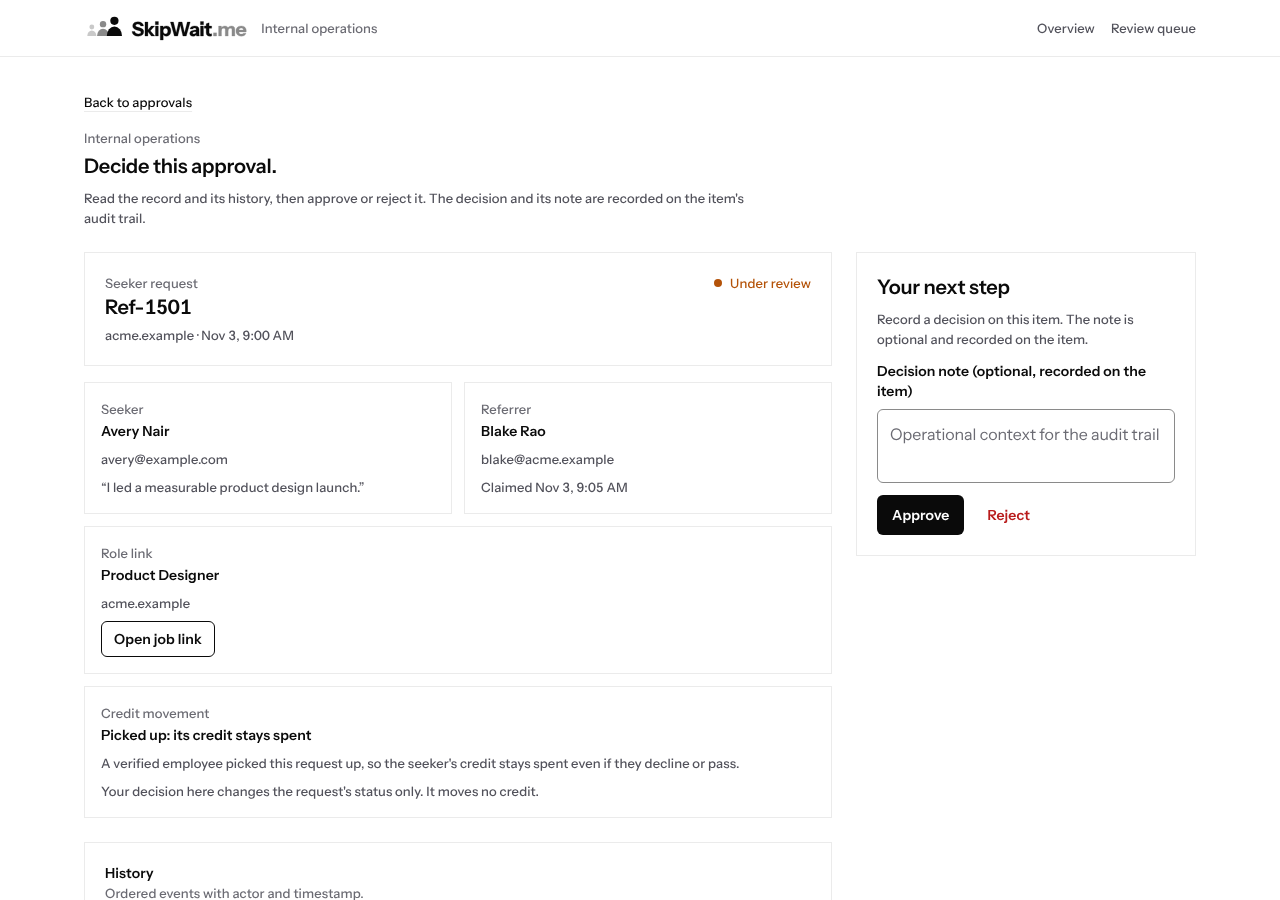 SkipWait.me
Internal operations
Overview
Review queue
Back to approvals
Internal operations
Decide this approval.
Read the record and its history, then approve or reject it. The decision and its note are recorded on the item's
audit trail.
Seeker request
Under review
Ref-1501
acme.example · Nov 3, 9:00 AM
Seeker
Avery Nair
avery@example.com
“I led a measurable product design launch.”
Referrer
Blake Rao
blake@acme.example
Claimed Nov 3, 9:05 AM
Role link
Product Designer
acme.example
Open job link
Credit movement
Picked up: its credit stays spent
A verified employee picked this request up, so the seeker's credit stays spent even if they decline or pass.
Your decision here changes the request's status only. It moves no credit.
History
Ordered events with actor and timestamp.
Your next step
Record a decision on this item. The note is
optional and recorded on the item.
Decision note (optional, recorded on the
item)
Operational context for the audit trail
Approve
Reject